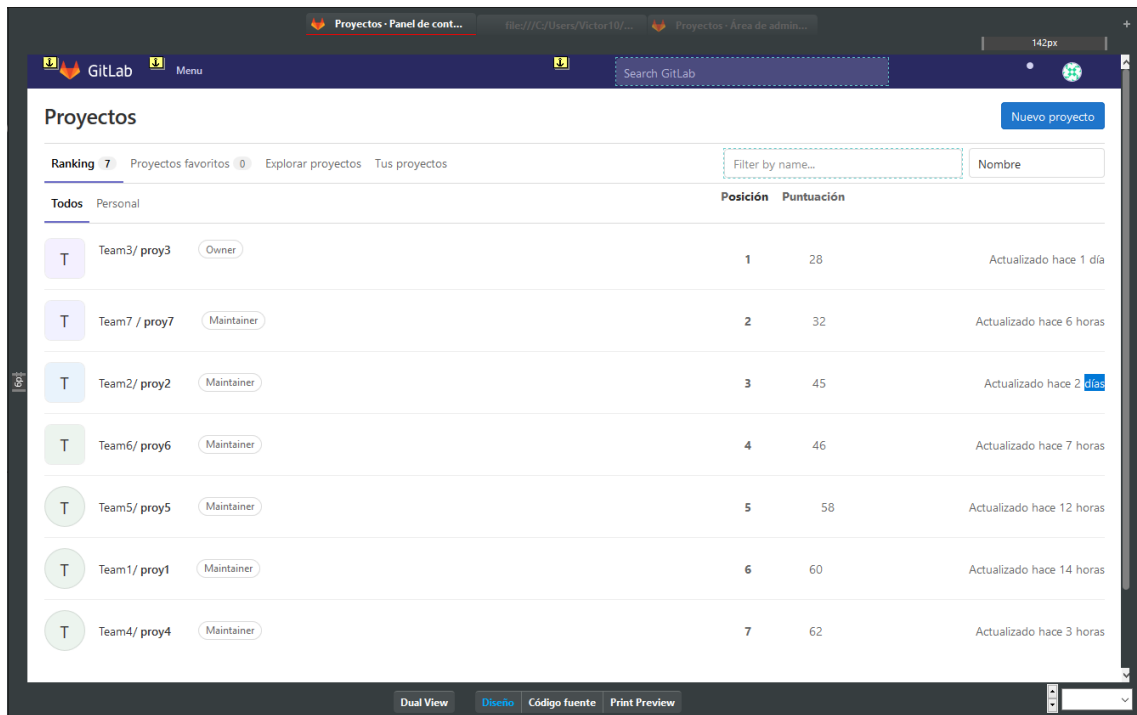 Proyectos · Panel de cont...
file:///C:/Users/Victor10/...
Proyectos · Área de admin...
+
142px
GitLab
Menu
Search GitLab
Proyectos
Nuevo proyecto
Ranking 7 Proyectos favoritos 0 Explorar proyectos Tus proyectos
Filter by name...
Nombre
Todos Personal
Posición Puntuación
T Team3/ proy3 Owner 1 28 Actualizado hace 1 día
T Team7 / proy7 Maintainer 2 32 Actualizado hace 6 horas
6pt
T Team2/ proy2 Maintainer 3 45 Actualizado hace 2 días
T Team6/ proy6 Maintainer 4 46 Actualizado hace 7 horas
T Team5/ proy5 Maintainer 5 58 Actualizado hace 12 horas
T Team1/ proy1 Maintainer 6 60 Actualizado hace 14 horas
T Team4/ proy4 Maintainer 7 62 Actualizado hace 3 horas
Dual View Diseño Código fuente Print Preview